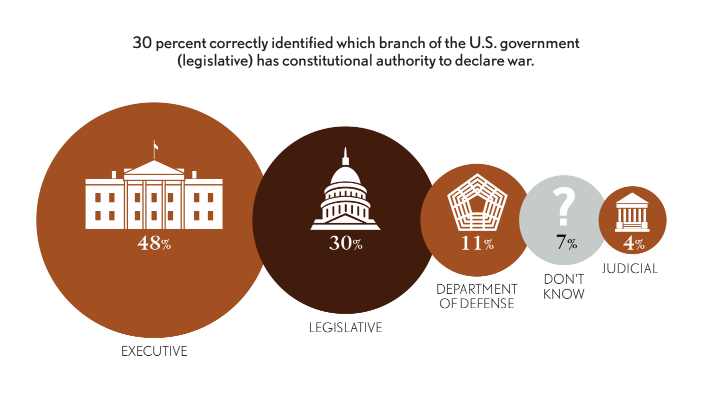 30 percent correctly identified which branch of the U.S. government
(legislative) has constitutional authority to declare war.
48%
30%
11%
?
7%
4%
EXECUTIVE
LEGISLATIVE
DEPARTMENT
OF DEFENSE
DON'T
KNOW
JUDICIAL